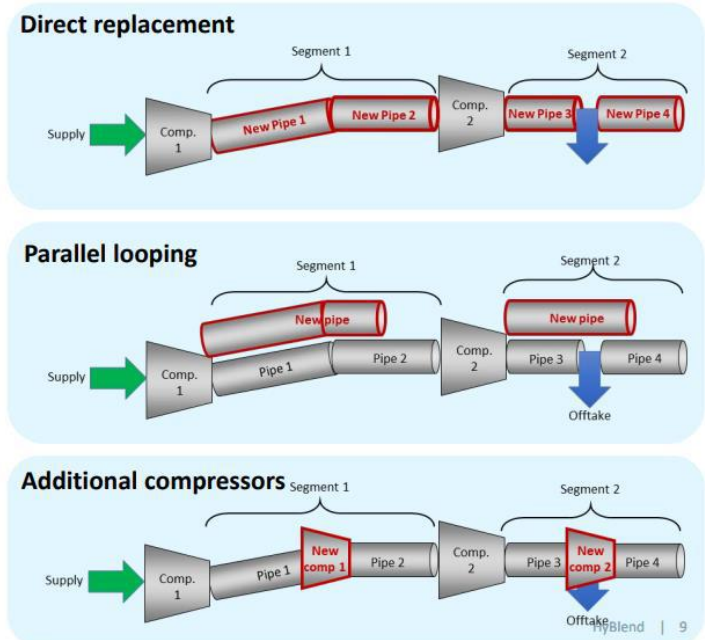 Direct replacement
Segment 1
Segment 2
Supply
Comp.
1
New Pipe 1
New Pipe 2
Comp.
2
New Pipe 3
New Pipe 4
Parallel looping
Segment 1
Segment 2
New pipe
New pipe
Supply
Comp.
1
Pipe 1
Pipe 2
Comp.
2
Pipe 3
Pipe 4
Offtake
Additional compressors
Segment 1
Segment 2
Supply
Comp.
1
Pipe 1
New
comp 1
Pipe 2
Comp.
2
Pipe 3
New
comp 2
Pipe 4
Offtake
HyBlend | 9